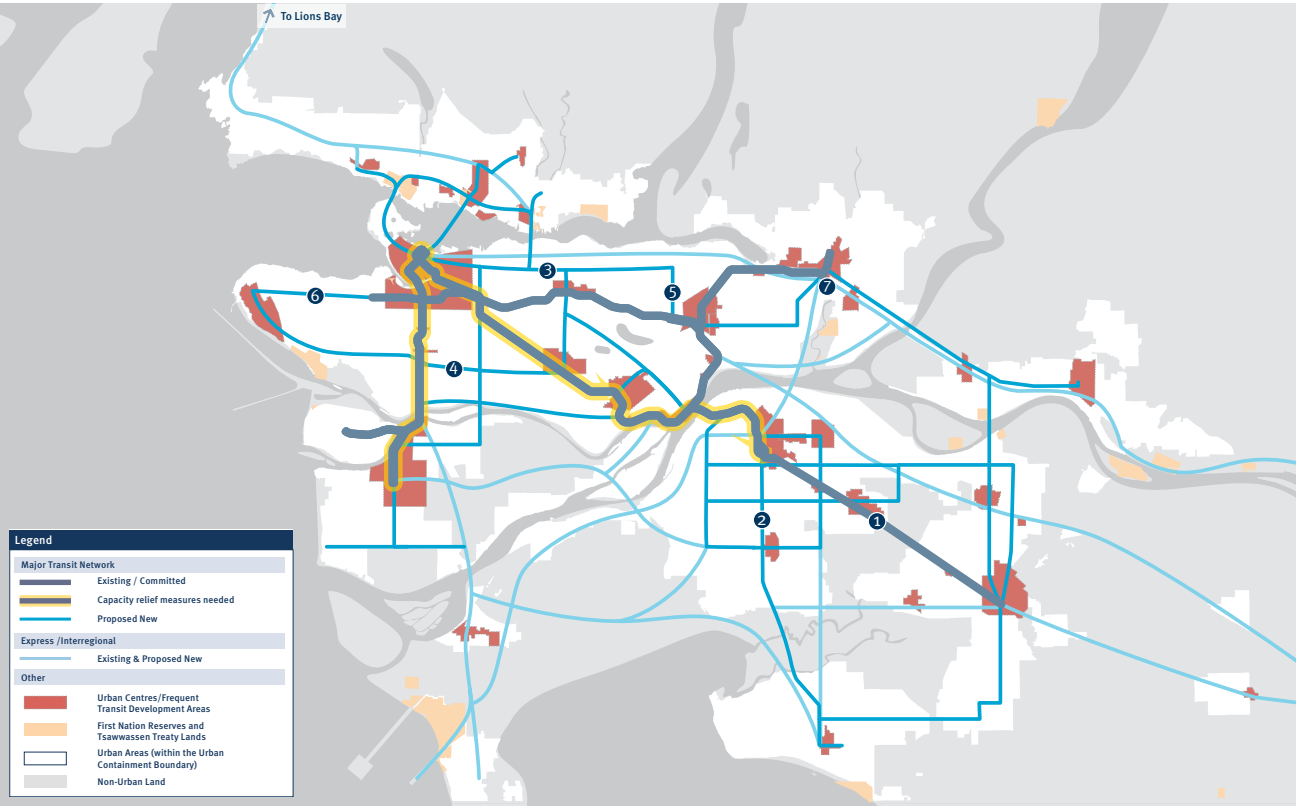 To Lions Bay
3
6
5
7
4
2
1
Legend
Major Transit Network
Existing / Committed
Capacity relief measures needed
Proposed New
Express /Interregional
Existing & Proposed New
Other
Urban Centres/Frequent
Transit Development Areas
First Nation Reserves and
Tsawwassen Treaty Lands
Urban Areas (within the Urban
Containment Boundary)
Non-Urban Land